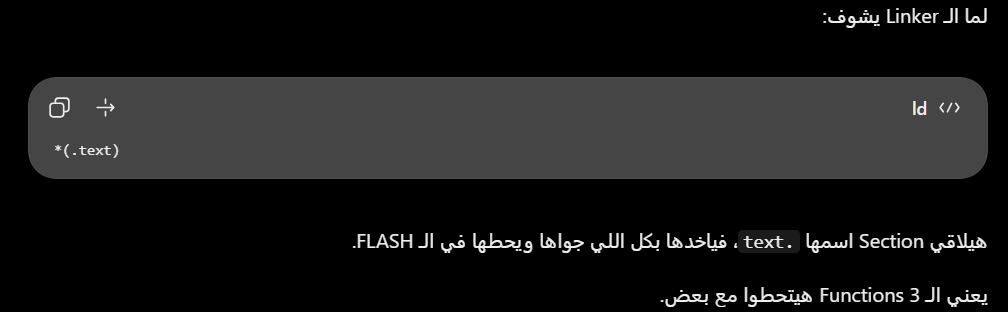 لما الـ Linker يشوف:
ld
*(.text)
هيلاقي Section اسمها .text، فياخدها بكل اللي جواها ويحطها في الـ FLASH.
يعني الـ 3 Functions هيتحطوا مع بعض.